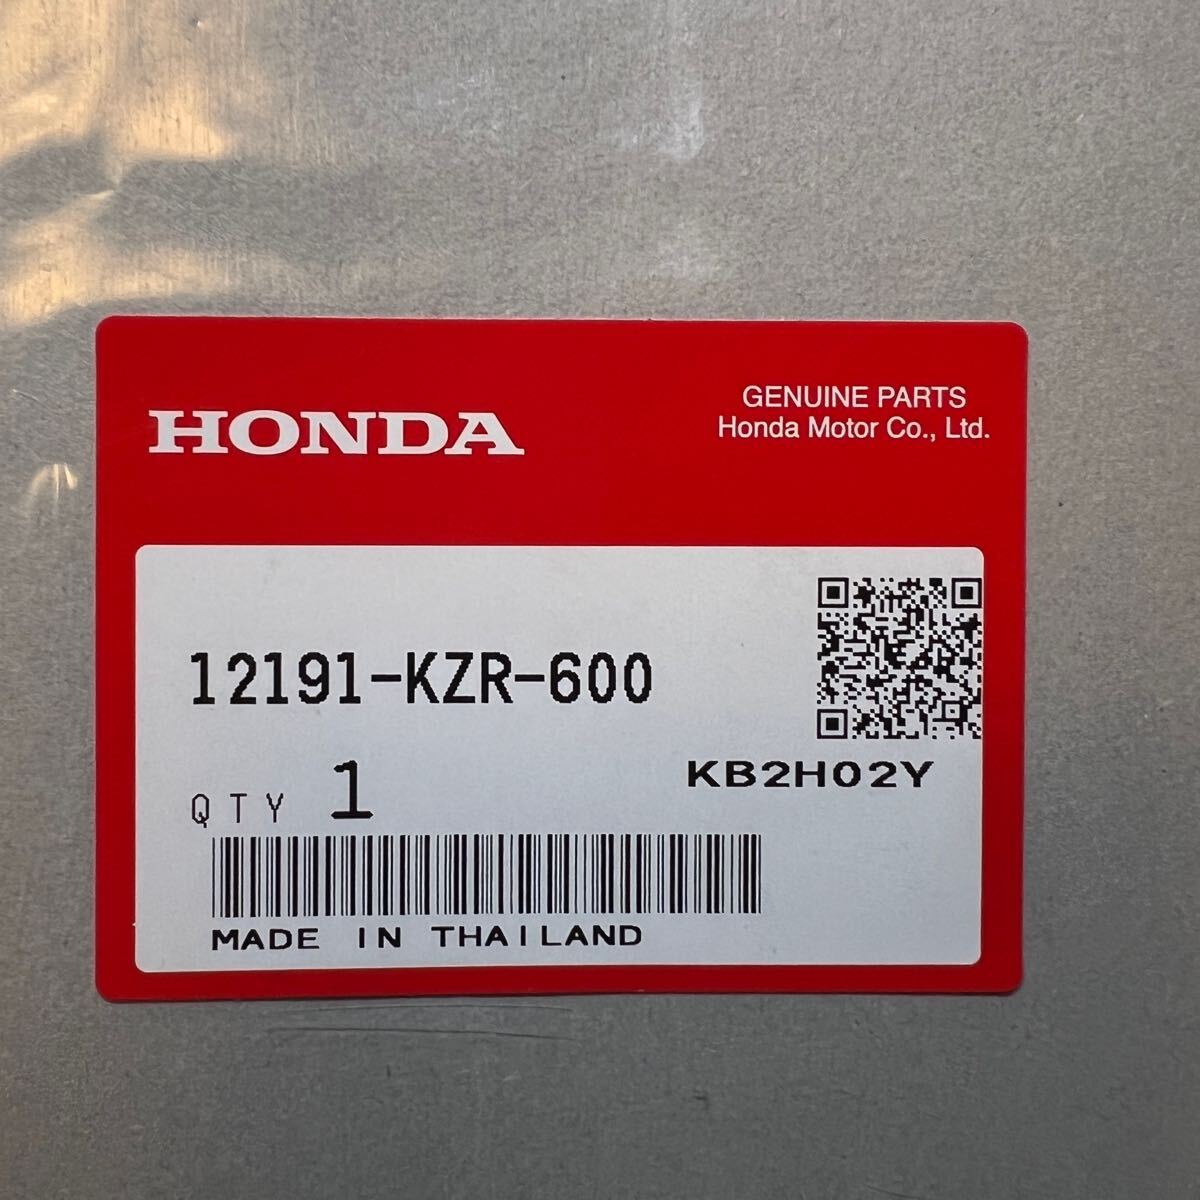 HONDA
GENUINE PARTS
Honda Motor Co., Ltd.
12191-KZR-600
QTY 1
KB2H02Y
MADE IN THAILAND